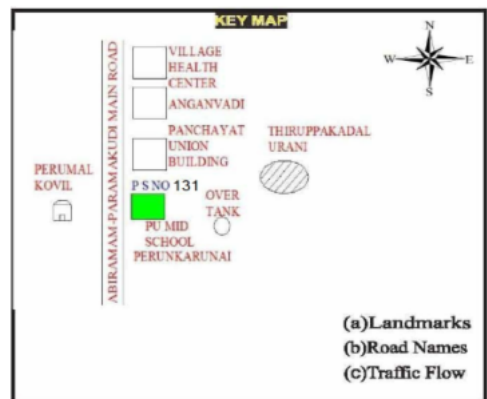 KEY MAP
N
W E
S
ABIRAMAM-PARAMAKUDI MAIN ROAD
VILLAGE
HEALTH
CENTER
ANGANVADI
PANCHAYAT
UNION
BUILDING
THIRUPPAKADAL
URANI
PERUMAL
KOVIL
P S NO 131
OVER
TANK
PU MID
SCHOOL
PERUNKARUNAI
(a)Landmarks
(b)Road Names
(c)Traffic Flow